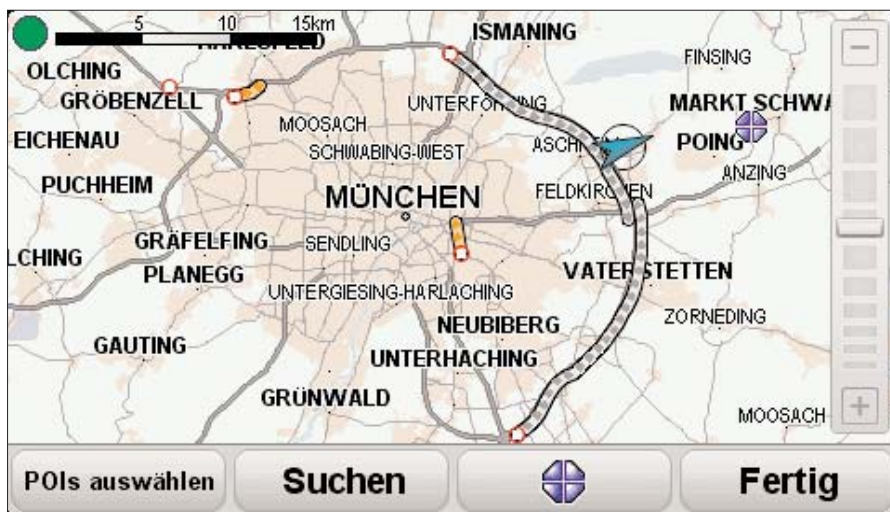 5 10 15km
KARLSFELD
ISMANING
OLCHING
FINSING
GRÖBENZELL
UNTERFÖHRING
MARKT SCHWA
MOOSACH
EICHENAU
SCHWABING-WEST
POING
ANZING
PUCHHEIM
MÜNCHEN
FELDKIRCHEN
GRÄFELFING
SENDLING
LCHING
PLANEGG
VATERSTETTEN
UNTERGIESING-HARLACHING
NEUBIBERG
ZORNEDING
GAUTING
UNTERHACHING
GRÜNWALD
MOOSACH
POIs auswählen
Suchen
Fertig